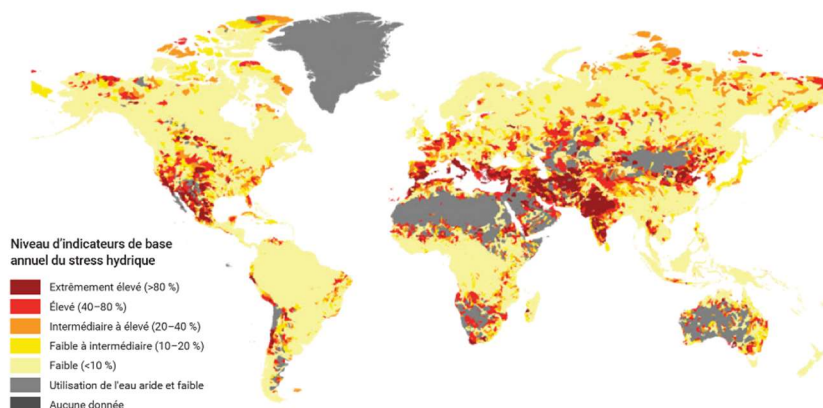 Niveau d'indicateurs de base
annuel du stress hydrique
Extrêmement élevé (>80 %)
Élevé (40–80 %)
Intermédiaire à élevé (20–40 %)
Faible à intermédiaire (10–20 %)
Faible (<10 %)
Utilisation de l'eau aride et faible
Aucune donnée